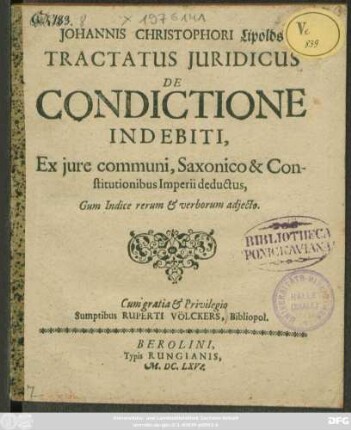 JOHANNIS CHRISTOPHORI Lipolds
TRACTATUS JURIDICUS
DE
CONDICTIONE
INDEBITI,
Ex jure communi, Saxonico & Con-
stitutionibus Imperii deductus,
Cum Indice rerum & verborum adjecto.
BIBLIOTHECA
PONICKAVIANA
Cum gratia & Privilegio
Sumptibus RUPERTI VÖLCKERS, Bibliopol.
BEROLINI,
Typis RUNGIANIS,
M. DC.
DFG